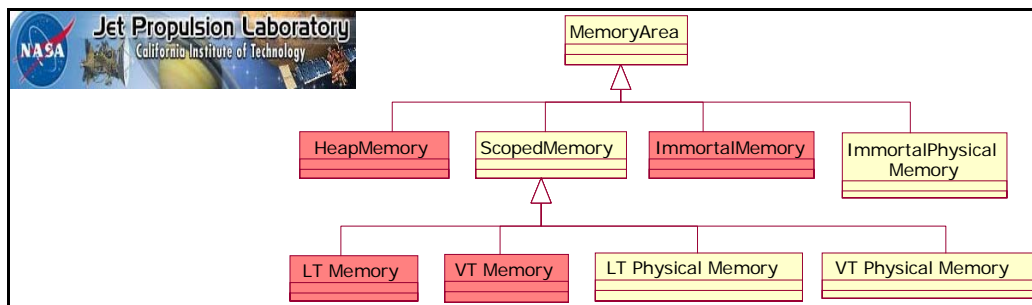 NASA
Jet Propulsion Laboratory
California Institute of Technology
MemoryArea
HeapMemory
ScopedMemory
ImmortalMemory
ImmortalPhysical
Memory
LT Memory
VT Memory
LT Physical Memory
VT Physical Memory